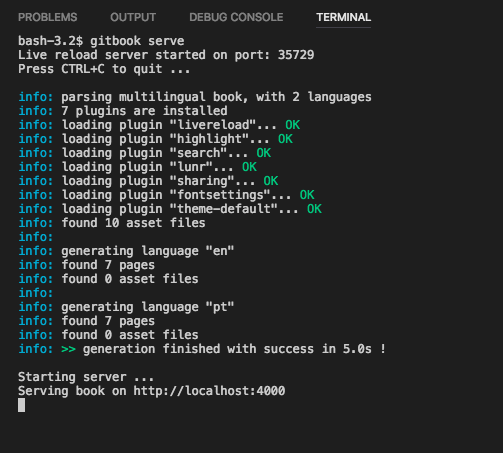 PROBLEMS OUTPUT DEBUG CONSOLE TERMINAL
bash-3.2$ gitbook serve
Live reload server started on port: 35729
Press CTRL+C to quit ...
info: parsing multilingual book, with 2 languages
info: 7 plugins are installed
info: loading plugin "livereload"... OK
info: loading plugin "highlight"... OK
info: loading plugin "search"... OK
info: loading plugin "lunr"... OK
info: loading plugin "sharing"... OK
info: loading plugin "fontsettings"... OK
info: loading plugin "theme-default"... OK
info: found 10 asset files
info:
info: generating language "en"
info: found 7 pages
info: found 0 asset files
info:
info: generating language "pt"
info: found 7 pages
info: found 0 asset files
info: >> generation finished with success in 5.0s !
Starting server ...
Serving book on http://localhost:4000